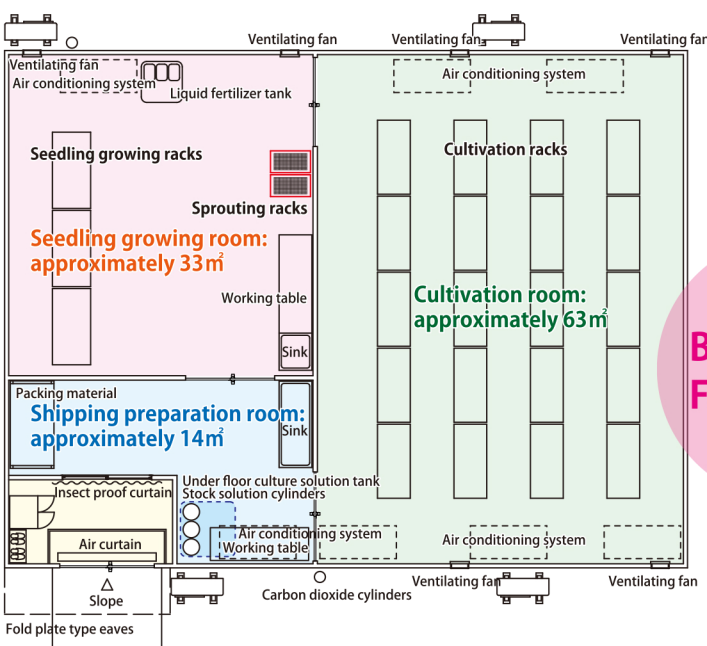 Ventilating fan
Ventilating fan
Ventilating fan
Ventilating fan
Air conditioning system
Liquid fertilizer tank
Air conditioning system
Seedling growing racks
Cultivation racks
Sprouting racks
Seedling growing room:
approximately 33㎡
Working table
Cultivation room:
approximately 63㎡
Sink
B
F
Packing material
Shipping preparation room:
approximately 14㎡
Sink
Under floor culture solution tank
Stock solution cylinders
Insect proof curtain
Air conditioning system
Working table
Air curtain
Air conditioning system
Slope
Carbon dioxide cylinders
Ventilating fan
Ventilating fan
Fold plate type eaves